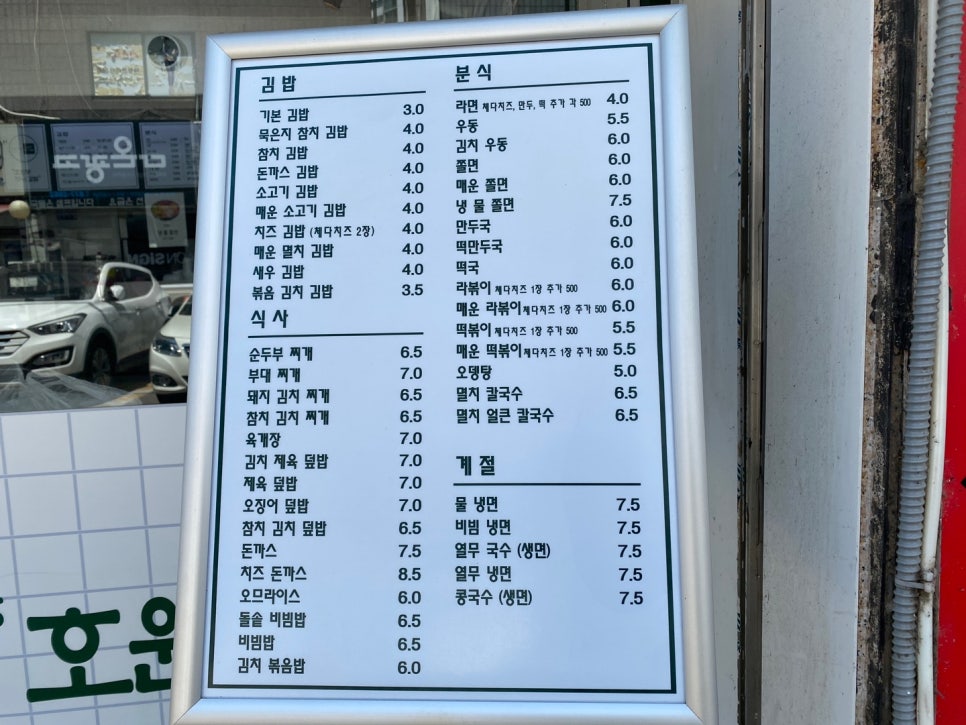 김밥
기본 김밥 3.0
묵은지 참치 김밥 4.0
참치 김밥 4.0
돈까스 김밥 4.0
소고기 김밥 4.0
매운 소고기 김밥 4.0
치즈 김밥 (체다치즈 2장) 4.0
매운 멸치 김밥 4.0
새우 김밥 4.0
볶음 김치 김밥 3.5
식사
순두부 찌개 6.5
부대 찌개 7.0
돼지 김치 찌개 6.5
참치 김치 찌개 6.5
육개장 7.0
김치 제육 덮밥 7.0
제육 덮밥 7.0
오징어 덮밥 7.0
참치 김치 덮밥 6.5
돈까스 7.5
치즈 돈까스 8.5
오므라이스 6.0
돌솥 비빔밥 6.5
비빔밥 6.5
김치 볶음밥 6.0
분식
라면 체다치즈, 만두, 떡 추가 각 500 4.0
우동 5.5
김치 우동 6.0
쫄면 6.0
매운 쫄면 6.0
냉 물 쫄면 7.5
만두국 6.0
떡만두국 6.0
떡국 6.0
라볶이 체다치즈 1장 추가 500 6.0
매운 라볶이 체다치즈 1장 추가 500 6.0
떡볶이 체다치즈 1장 추가 500 5.5
매운 떡볶이 체다치즈 1장 추가 500 5.5
오뎅탕 5.0
멸치 칼국수 6.5
멸치 얼큰 칼국수 6.5
계절
물 냉면 7.5
비빔 냉면 7.5
열무 국수 (생면) 7.5
열무 냉면 7.5
콩국수 (생면) 7.5
호원